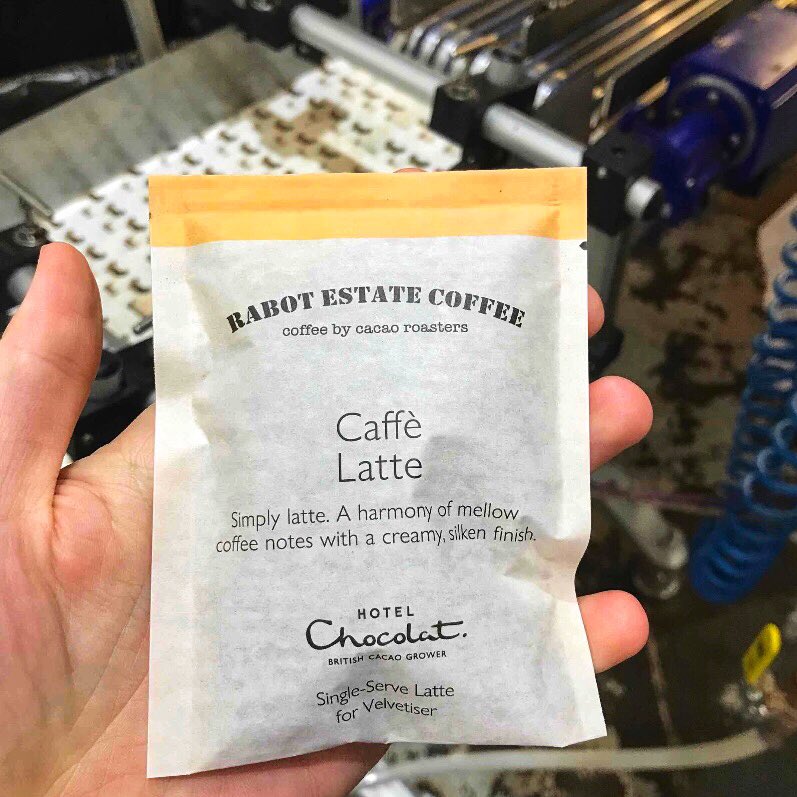 RABOT ESTATE COFFEE
coffee by cacao roasters
Caffè
Latte
Simply latte. A harmony of mellow
coffee notes with a creamy, silken finish.
HOTEL
Chocolat.
BRITISH CACAO GROWER
Single-Serve Latte
for Velvetiser